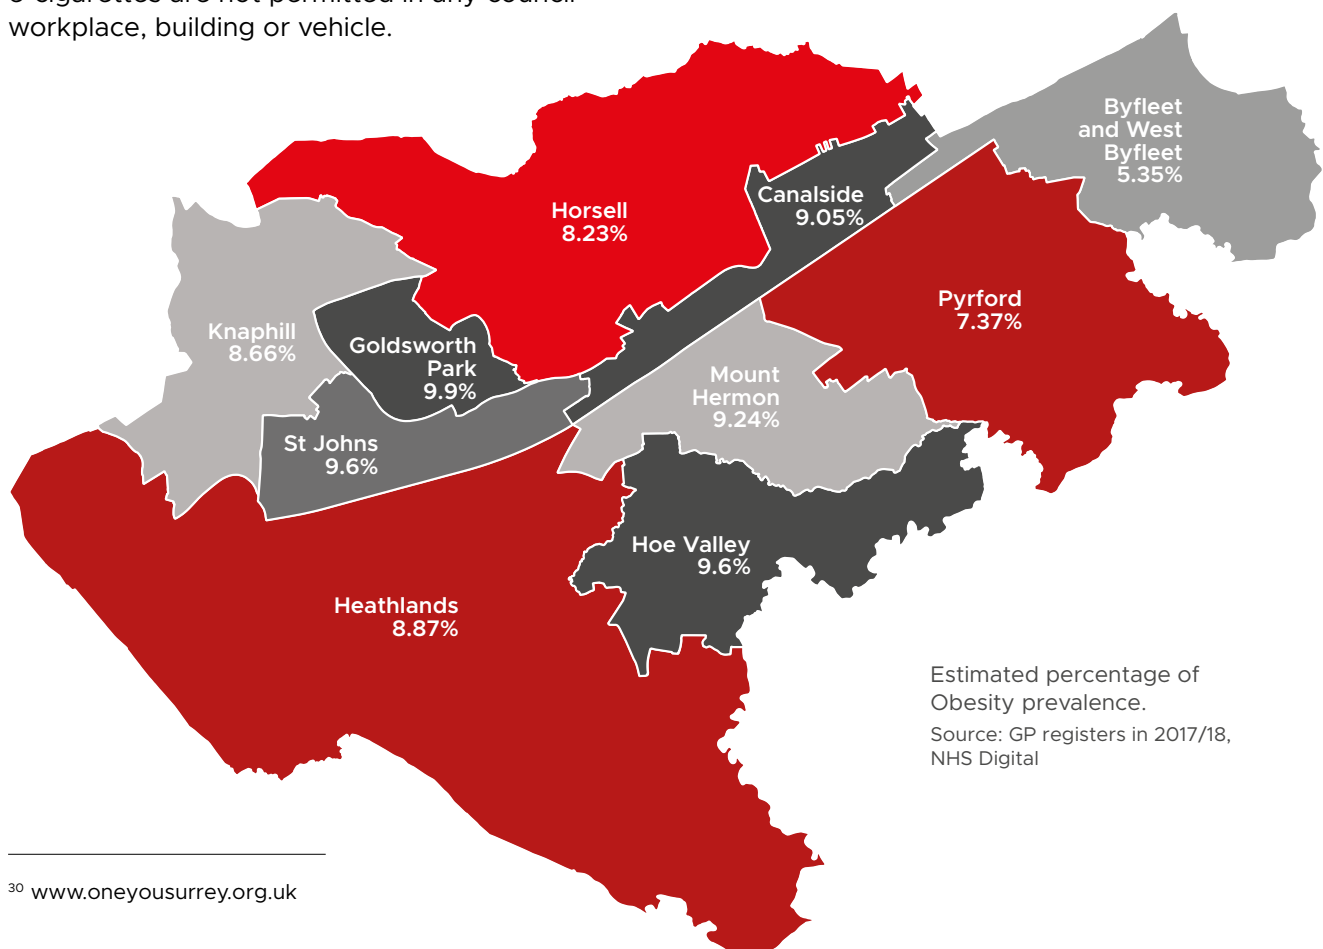 workplace, building or vehicle.
Byfleet
and West
Byfleet
5.35%
Canalside
9.05%
Horsell
8.23%
Pyrford
7.37%
Knaphill
8.66%
Goldsworth
Park
9.9%
Mount
Hermon
9.24%
St Johns
9.6%
Hoe Valley
9.6%
Heathlands
8.87%
Estimated percentage of
Obesity prevalence.
Source: GP registers in 2017/18,
NHS Digital
30 www.oneyousurrey.org.uk